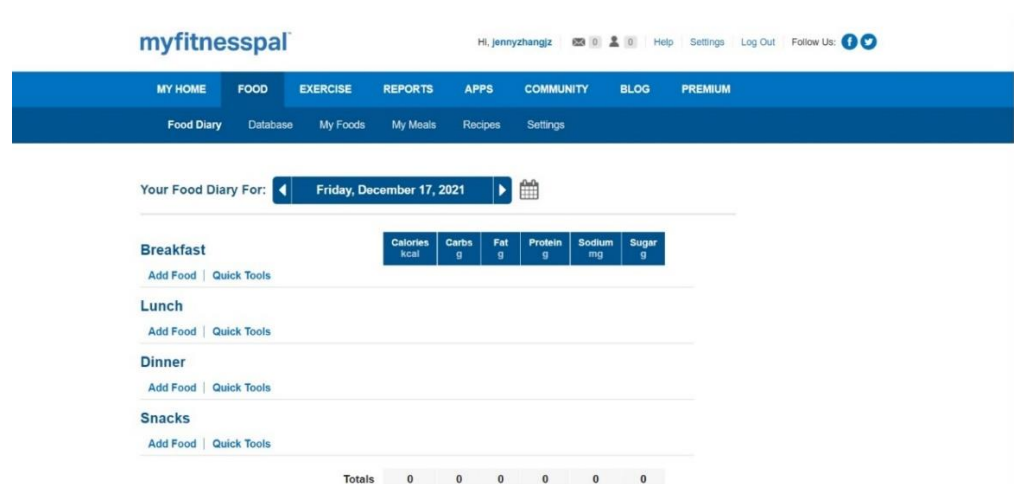 myfitnesspal
Hi, jennyzhangjz 0 0 Help Settings Log Out Follow Us:
MY HOME FOOD EXERCISE REPORTS APPS COMMUNITY BLOG PREMIUM
Food Diary Database My Foods My Meals Recipes Settings
Your Food Diary For: Friday, December 17, 2021
Breakfast
Calories Carbs Fat Protein Sodium Sugar
kcal g g g mg g
Add Food | Quick Tools
Lunch
Add Food | Quick Tools
Dinner
Add Food | Quick Tools
Snacks
Add Food | Quick Tools
Totals 0 0 0 0 0 0